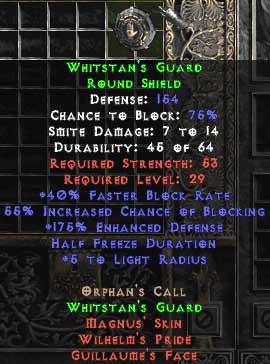 Whitstan's Guard
Round Shield
Defense: 154
Chance to Block: 75%
Smite Damage: 7 to 14
Durability: 45 of 64
Required Strength: 53
Required Level: 29
+40% Faster Block Rate
55% Increased Chance of Blocking
+175% Enhanced Defense
Half Freeze Duration
+5 to Light Radius
Orphan's Call
Whitstan's Guard
Magnus' Skin
Wilhelm's Pride
Guillaume's Face